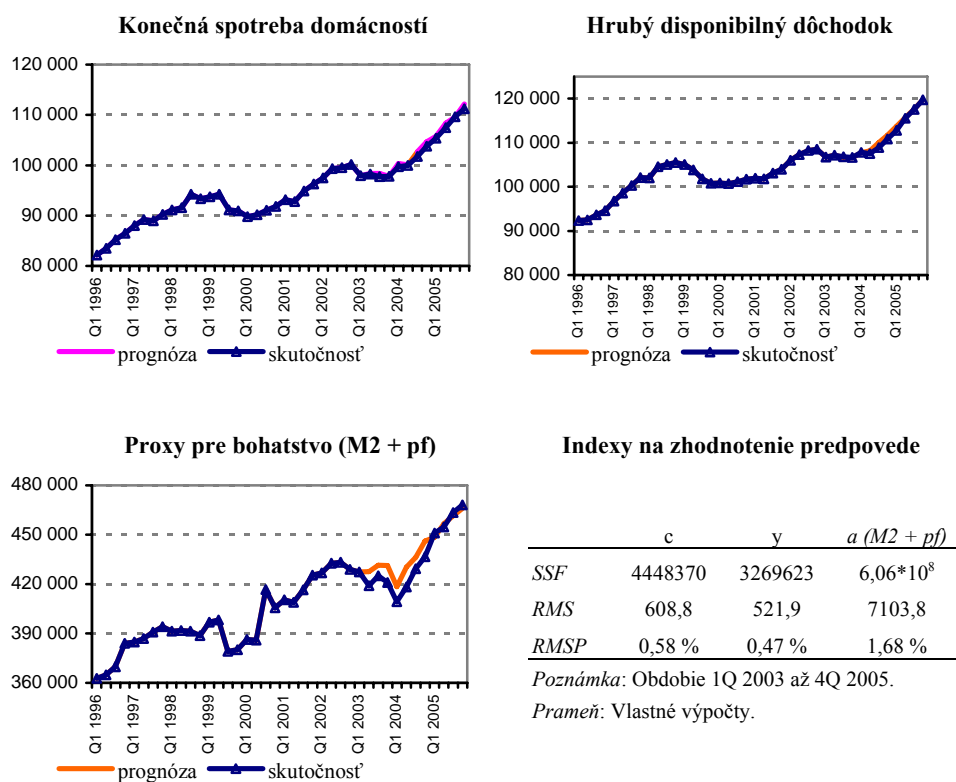 Konečná spotreba domácností
120 000
110 000
100 000
90 000
80 000
Q1 1996
Q1 1997
Q1 1998
Q1 1999
Q1 2000
Q1 2001
Q1 2002
Q1 2003
Q1 2004
Q1 2005
prognóza skutočnosť
Hrubý disponibilný dôchodok
120 000
110 000
100 000
90 000
80 000
Q1 1996
Q1 1997
Q1 1998
Q1 1999
Q1 2000
Q1 2001
Q1 2002
Q1 2003
Q1 2004
Q1 2005
prognóza skutočnosť
Proxy pre bohatstvo (M2 + pf)
480 000
450 000
420 000
390 000
360 000
Q1 1996
Q1 1997
Q1 1998
Q1 1999
Q1 2000
Q1 2001
Q1 2002
Q1 2003
Q1 2004
Q1 2005
prognóza skutočnosť
Indexy na zhodnotenie predpovede
c y a (M2 + pf)
SSF 4448370 3269623 6,06*10⁸
RMS 608,8 521,9 7103,8
RMSP 0,58 % 0,47 % 1,68 %
Poznámka: Obdobie 1Q 2003 až 4Q 2005.
Prameň: Vlastné výpočty.